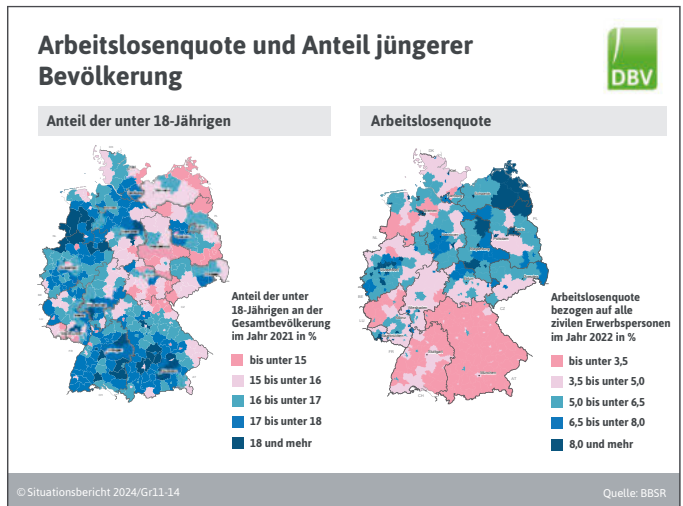 Arbeitslosenquote und Anteil jüngerer
Bevölkerung
DBV
Anteil der unter 18-Jährigen
Arbeitslosenquote
Anteil der unter
18-Jährigen an der
Gesamtbevölkerung
im Jahr 2021 in %
bis unter 15
15 bis unter 16
16 bis unter 17
17 bis unter 18
18 und mehr
Arbeitslosenquote
bezogen auf alle
zivilen Erwerbspersonen
im Jahr 2022 in %
bis unter 3,5
3,5 bis unter 5,0
5,0 bis unter 6,5
6,5 bis unter 8,0
8,0 und mehr
© Situationsbericht 2024/Gr11-14
Quelle: BBSR